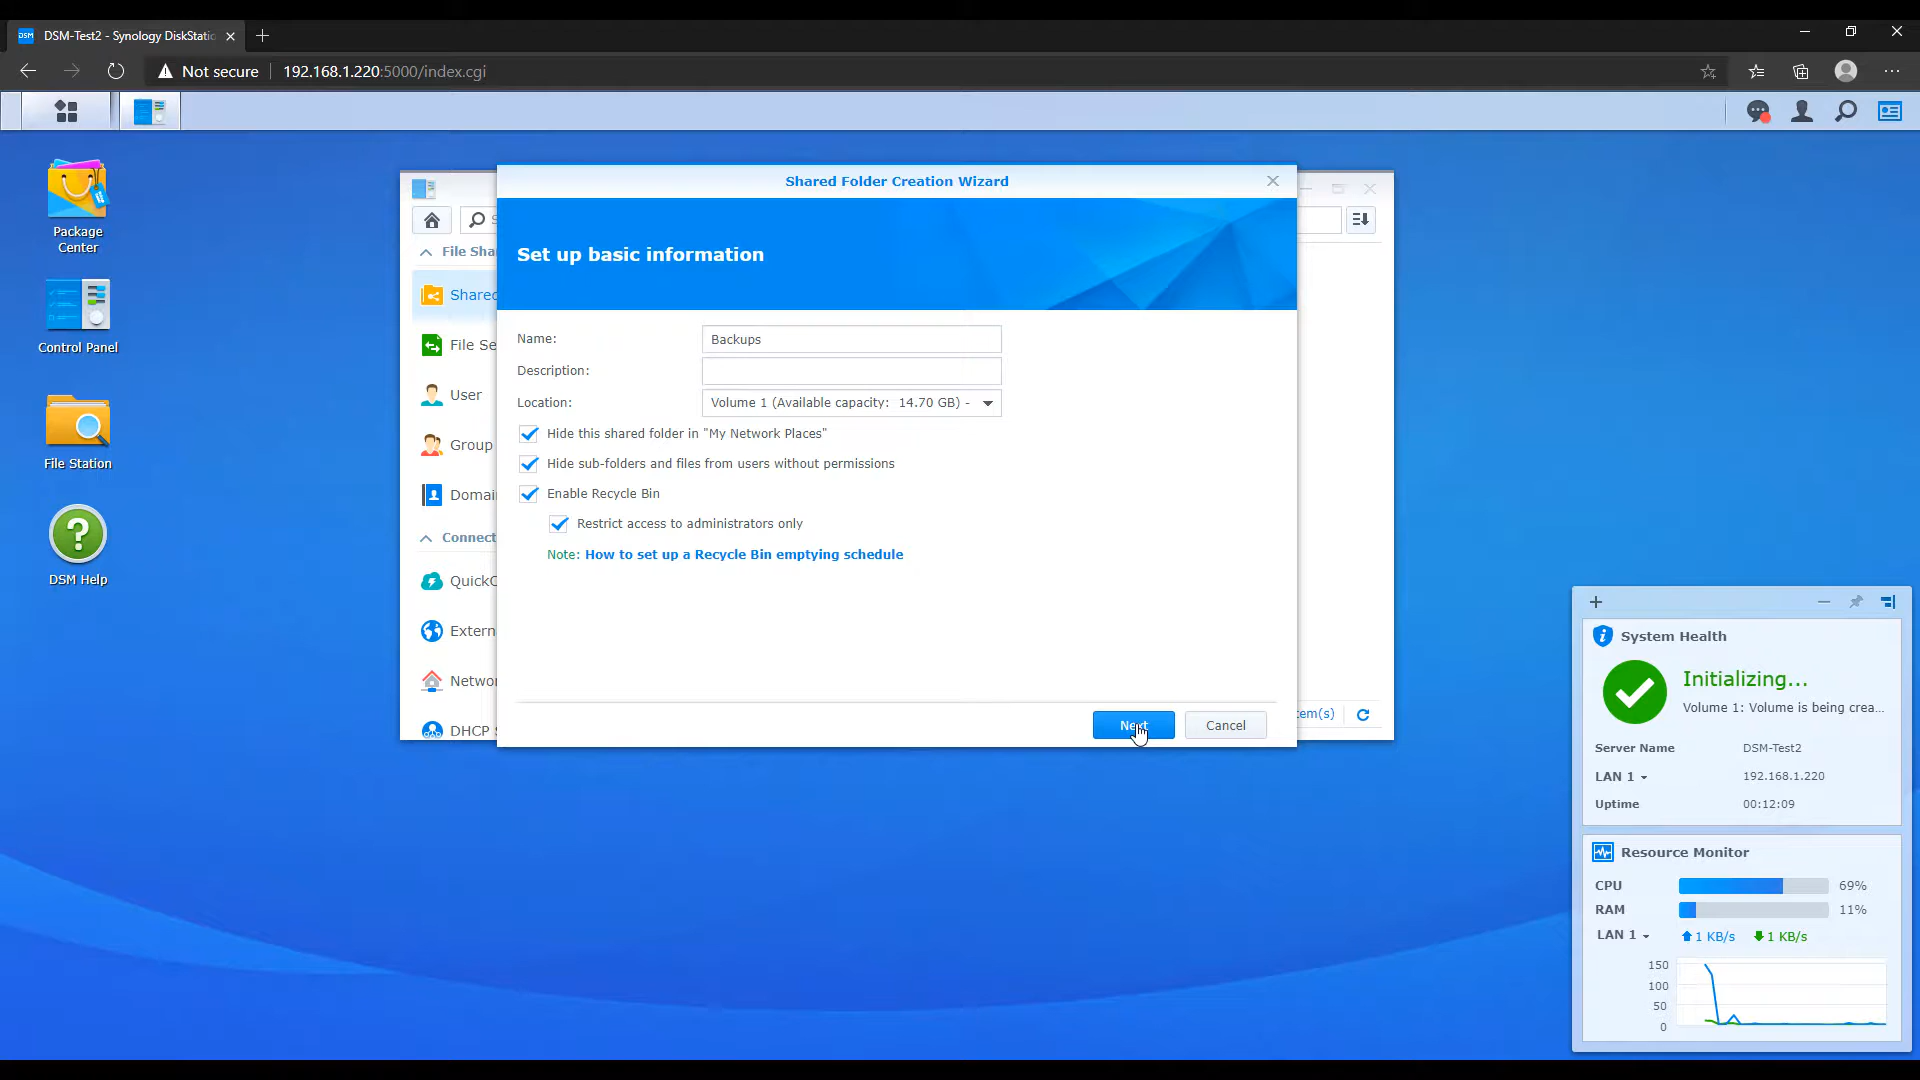 DSM-Test2 - Synology DiskStatio
Not secure
192.168.1.220:5000/index.cgi
Package
Center
Control Panel
File Station
DSM Help
File Sha
Shared
File Se
User
Group
Domai
Connect
QuickC
Extern
Netwo
DHCP S
tem(s)
Shared Folder Creation Wizard
Set up basic information
Name:
Backups
Description:
Location:
Volume 1 (Available capacity: 14.70 GB) -
Hide this shared folder in "My Network Places"
Hide sub-folders and files from users without permissions
Enable Recycle Bin
Restrict access to administrators only
Note: How to set up a Recycle Bin emptying schedule
Next
Cancel
System Health
Initializing...
Volume 1: Volume is being crea...
Server Name DSM-Test2
LAN 1 192.168.1.220
Uptime 00:12:09
Resource Monitor
CPU 69%
RAM 11%
LAN 1 1 KB/s 1 KB/s
150
100
50
0